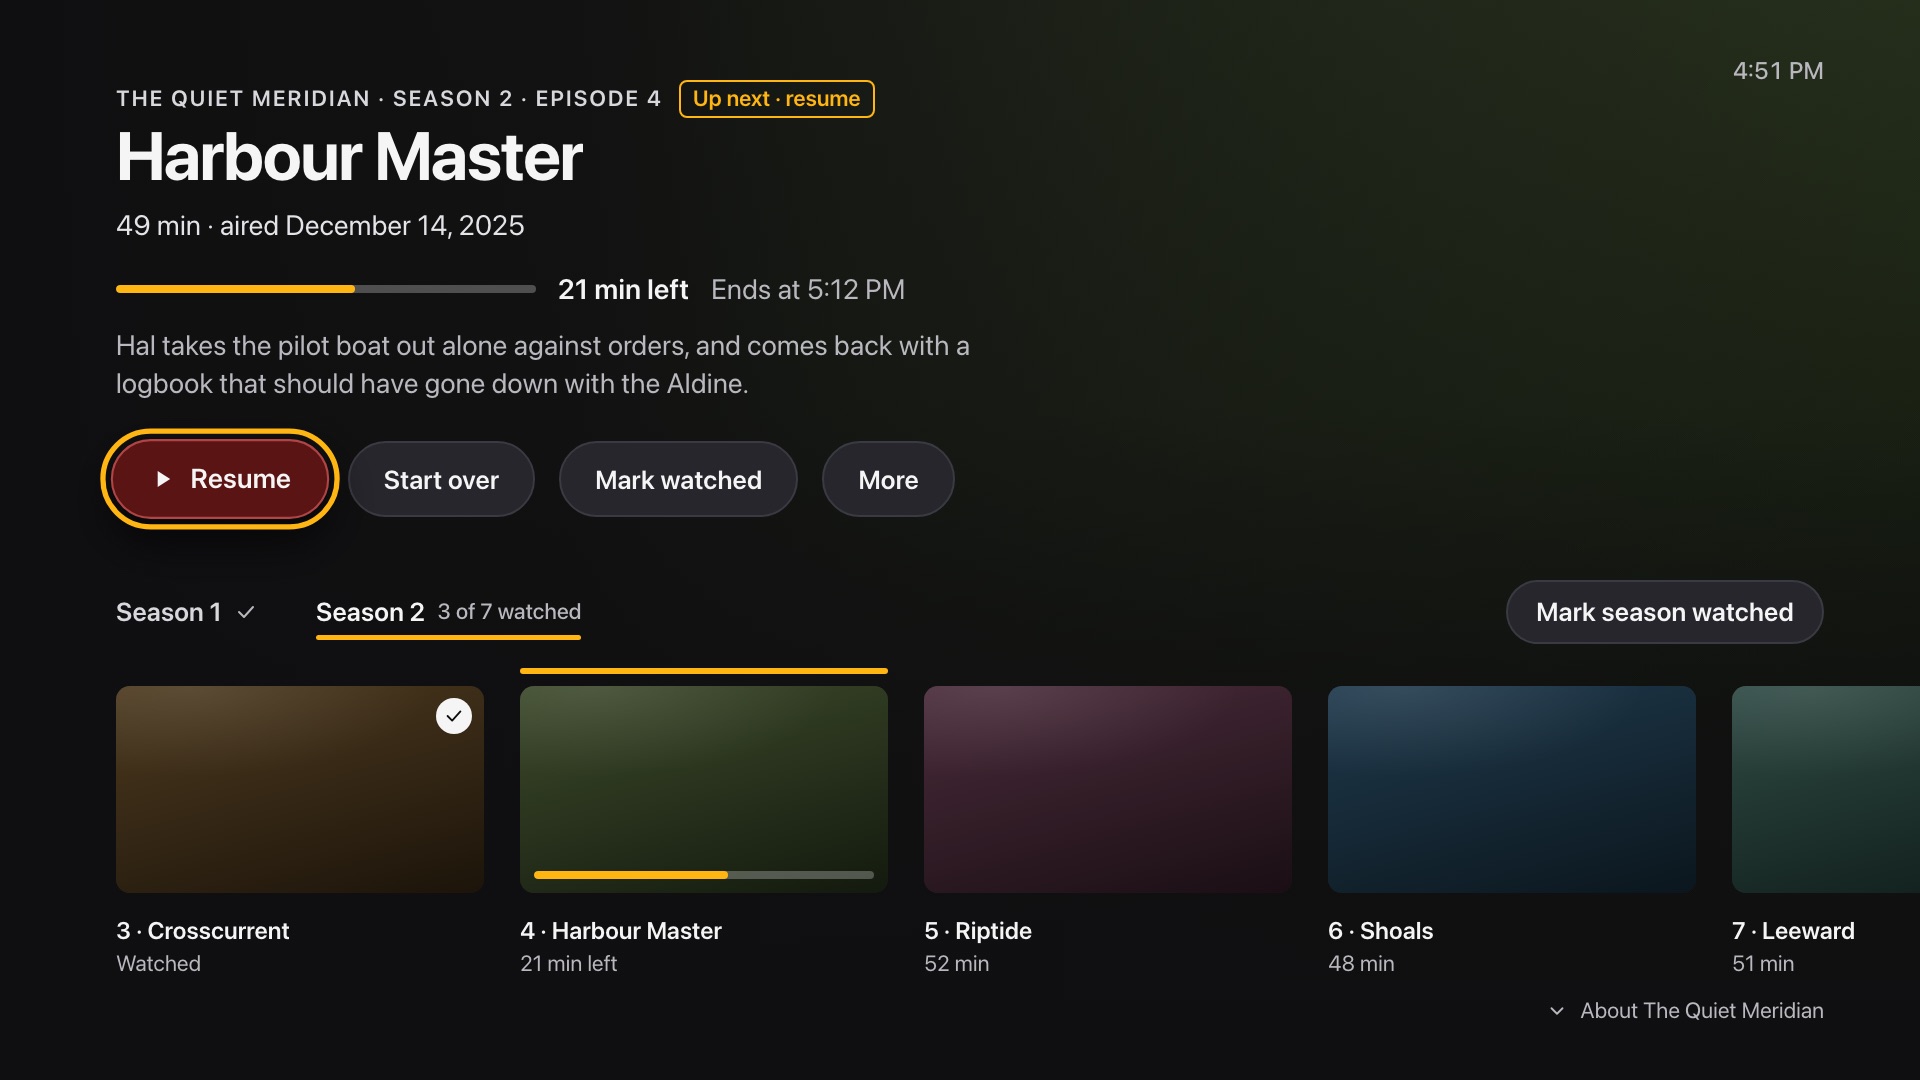 4:51 PM
THE QUIET MERIDIAN · SEASON 2 · EPISODE 4 Up next · resume
Harbour Master
49 min · aired December 14, 2025
21 min left Ends at 5:12 PM
Hal takes the pilot boat out alone against orders, and comes back with a
logbook that should have gone down with the Aldine.
Resume Start over Mark watched More
Season 1 Season 2 3 of 7 watched Mark season watched
3 · Crosscurrent
Watched
4 · Harbour Master
21 min left
5 · Riptide
52 min
6 · Shoals
48 min
7 · Leeward
51 min
About The Quiet Meridian